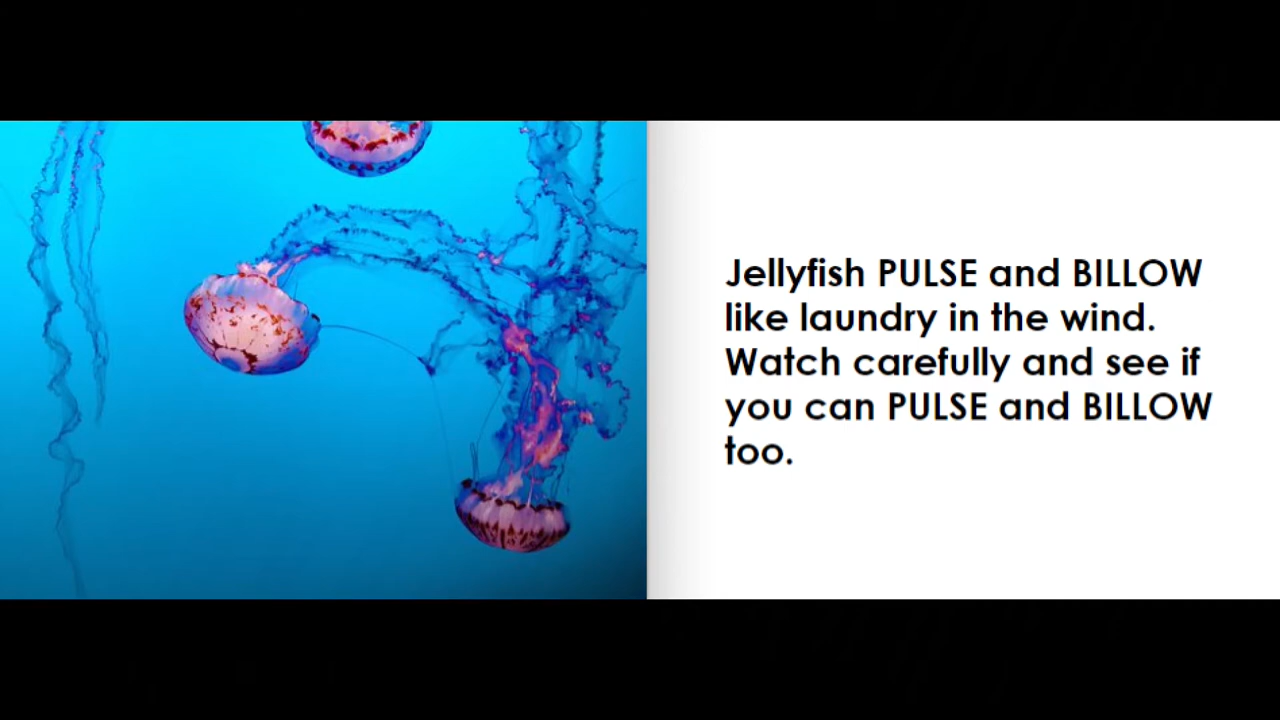 Jellyfish PULSE and BILLOW
like laundry in the wind.
Watch carefully and see if
you can PULSE and BILLOW
too.